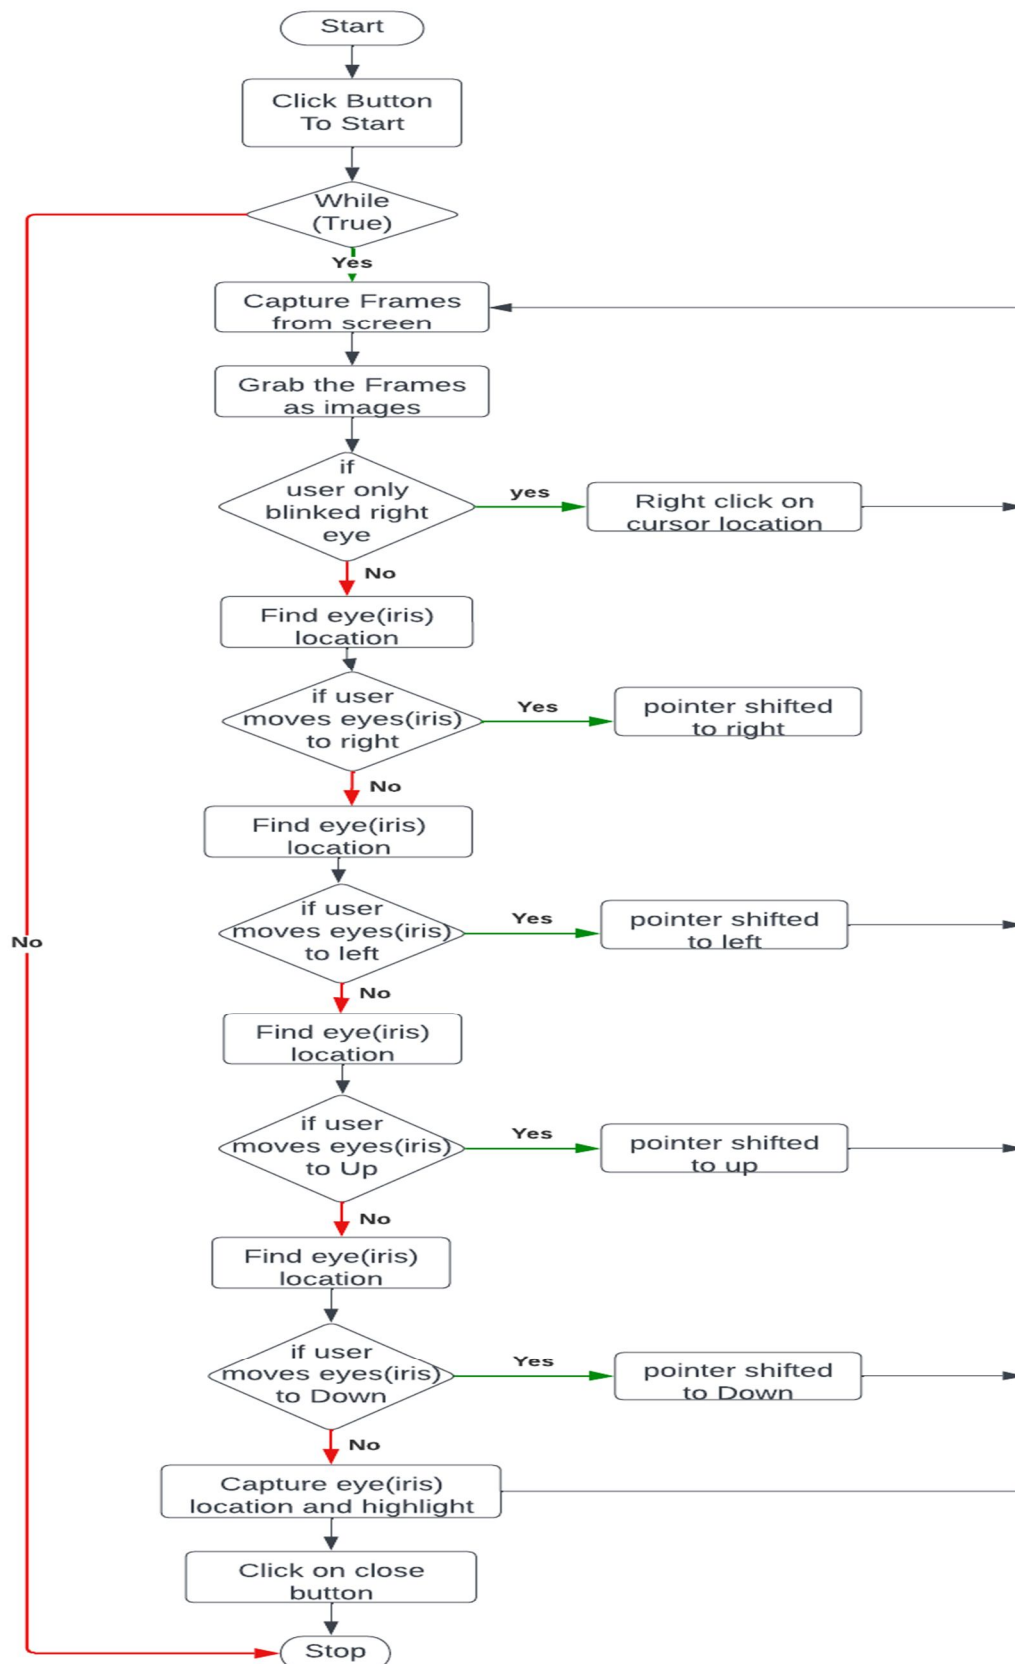 Start
Click Button
To Start
While
(True)
Yes
Capture Frames
from screen
Grab the Frames
as images
if
user only
blinked right
eye
yes
Right click on
cursor location
No
Find eye(iris)
location
if user
moves eyes(iris)
to right
Yes
pointer shifted
to right
No
Find eye(iris)
location
if user
moves eyes(iris)
to left
Yes
pointer shifted
to left
No
No
Find eye(iris)
location
if user
moves eyes(iris)
to Up
Yes
pointer shifted
to up
No
Find eye(iris)
location
if user
moves eyes(iris)
to Down
Yes
pointer shifted
to Down
No
Capture eye(iris)
location and highlight
Click on close
button
Stop